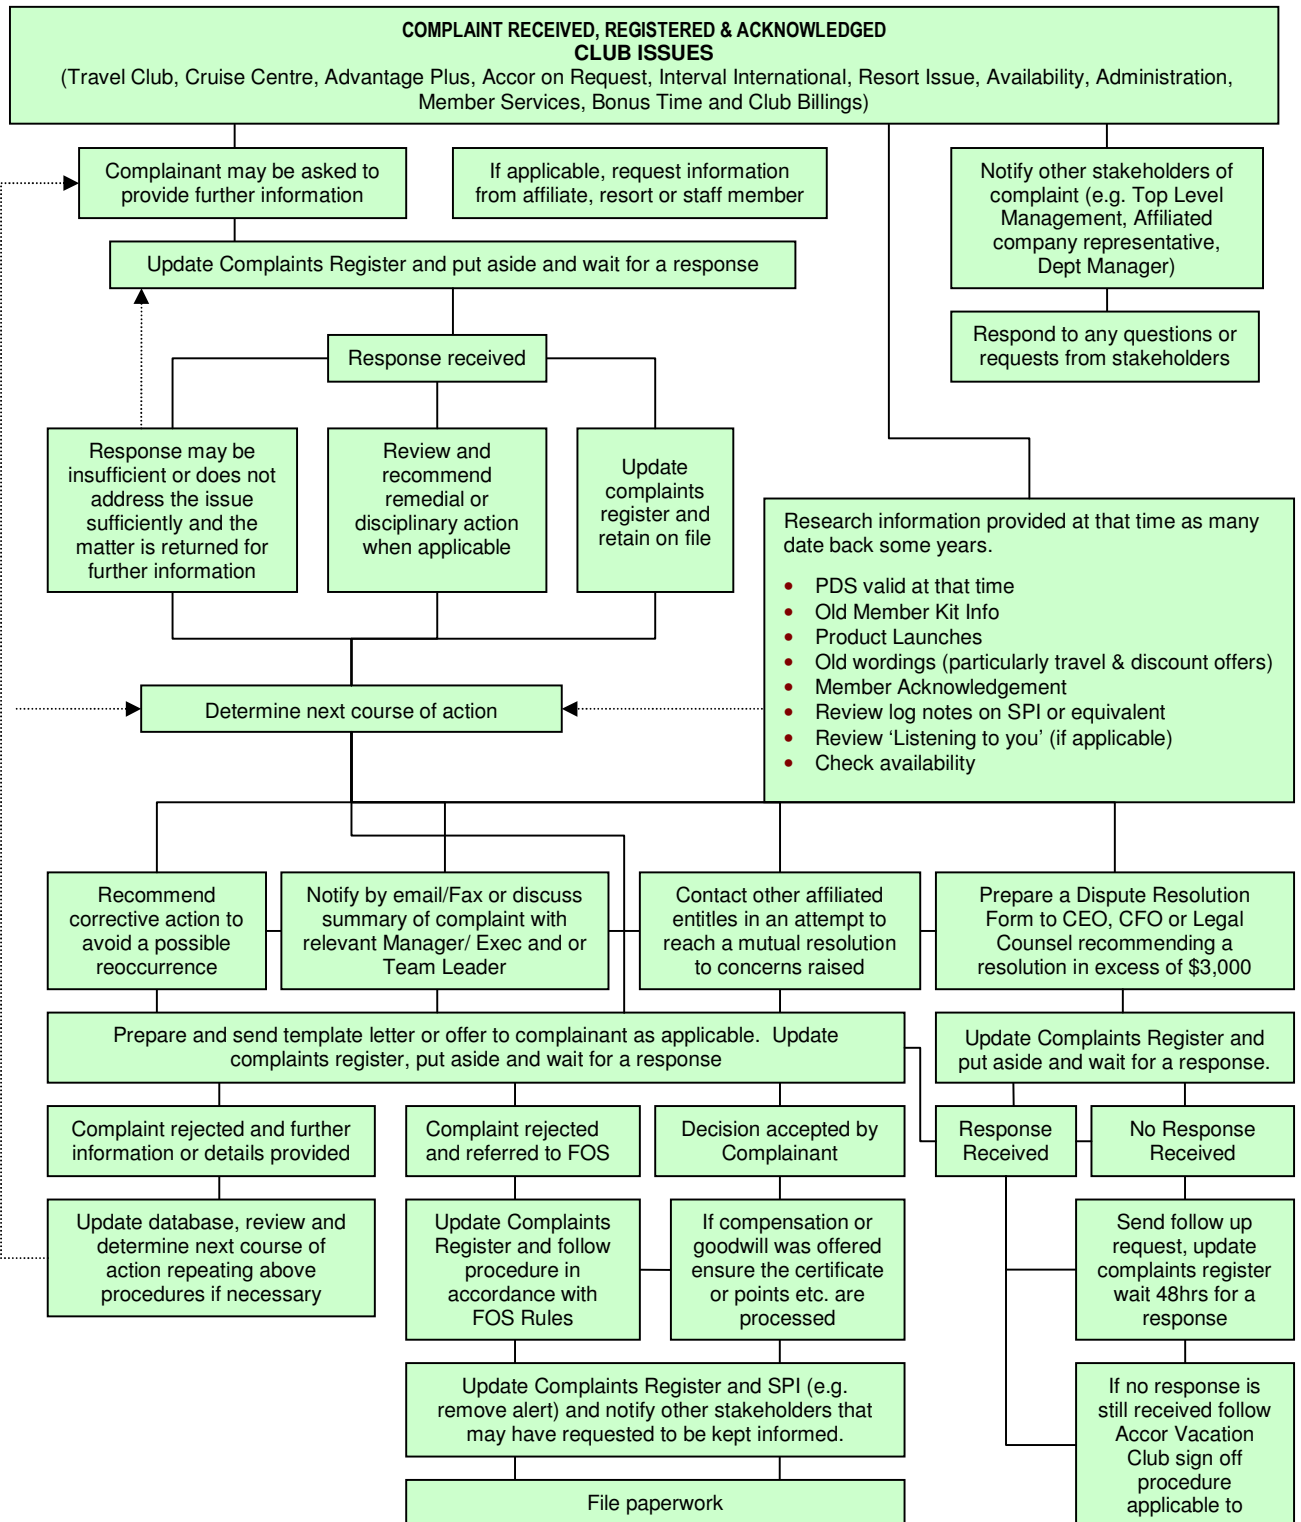 COMPLAINT RECEIVED, REGISTERED & ACKNOWLEDGED
CLUB ISSUES
(Travel Club, Cruise Centre, Advantage Plus, Accor on Request, Interval International, Resort Issue, Availability, Administration,
Member Services, Bonus Time and Club Billings)
Complainant may be asked to
provide further information
If applicable, request information
from affiliate, resort or staff member
Notify other stakeholders of
complaint (e.g. Top Level
Management, Affiliated
company representative,
Dept Manager)
Update Complaints Register and put aside and wait for a response
Respond to any questions or
requests from stakeholders
Response received
Response may be
insufficient or does not
address the issue
sufficiently and the
matter is returned for
further information
Review and
recommend
remedial or
disciplinary action
when applicable
Update
complaints
register and
retain on file
Research information provided at that time as many
date back some years.
• PDS valid at that time
• Old Member Kit Info
• Product Launches
• Old wordings (particularly travel & discount offers)
• Member Acknowledgement
• Review log notes on SPI or equivalent
• Review ‘Listening to you’ (if applicable)
• Check availability
Determine next course of action
Recommend
corrective action to
avoid a possible
reoccurrence
Notify by email/Fax or discuss
summary of complaint with
relevant Manager/ Exec and or
Team Leader
Contact other affiliated
entitles in an attempt to
reach a mutual resolution
to concerns raised
Prepare a Dispute Resolution
Form to CEO, CFO or Legal
Counsel recommending a
resolution in excess of $3,000
Prepare and send template letter or offer to complainant as applicable. Update
complaints register, put aside and wait for a response
Update Complaints Register and
put aside and wait for a response.
Complaint rejected and further
information or details provided
Complaint rejected
and referred to FOS
Decision accepted by
Complainant
Response
Received
No Response
Received
Update database, review and
determine next course of
action repeating above
procedures if necessary
Update Complaints
Register and follow
procedure in
accordance with
FOS Rules
If compensation or
goodwill was offered
ensure the certificate
or points etc. are
processed
Send follow up
request, update
complaints register
wait 48hrs for a
response
Update Complaints Register and SPI (e.g.
remove alert) and notify other stakeholders that
may have requested to be kept informed.
If no response is
still received follow
Accor Vacation
Club sign off
procedure
applicable to
File paperwork